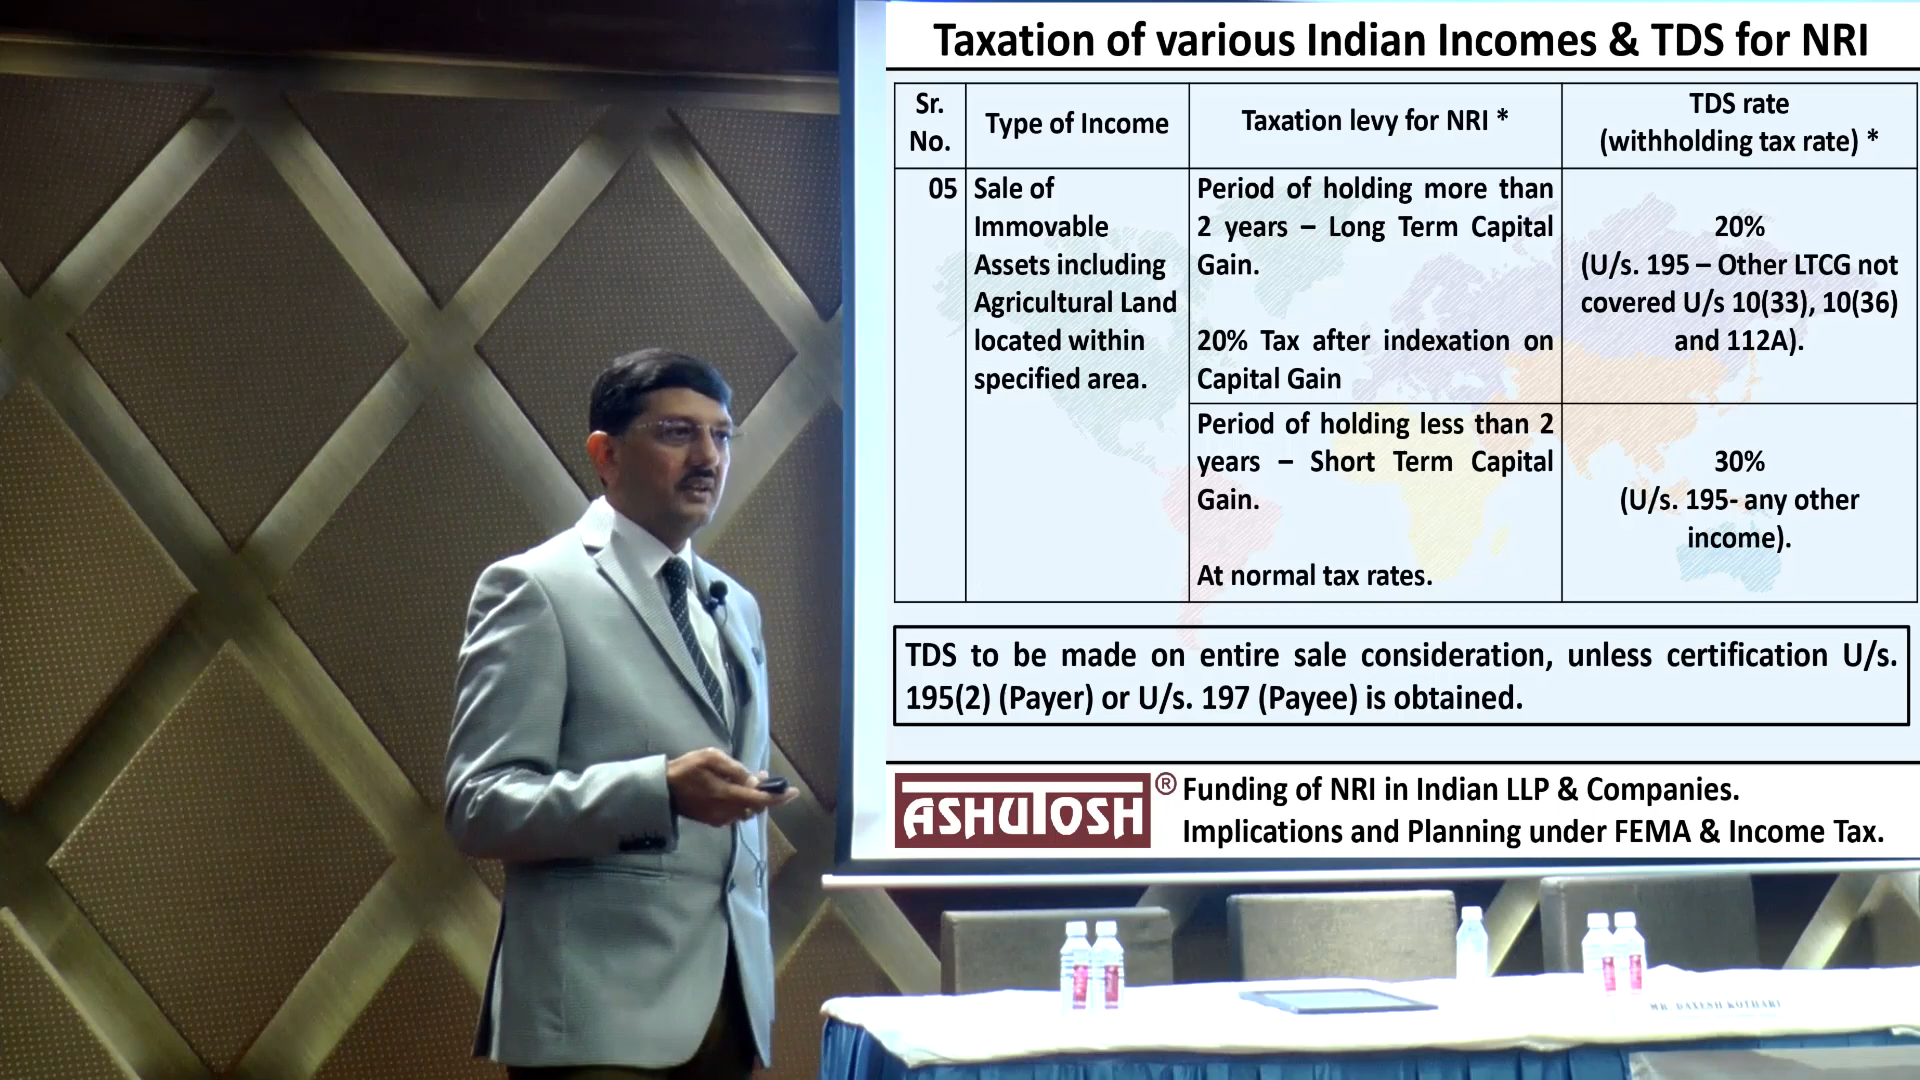 Taxation of various Indian Incomes & TDS for NRI
Sr.
No.
Type of Income
Taxation levy for NRI *
TDS rate
(withholding tax rate) *
05
Sale of
Immovable
Assets including
Agricultural Land
located within
specified area.
Period of holding more than
2 years – Long Term Capital
Gain.
20% Tax after indexation on
Capital Gain
20%
(U/s. 195 – Other LTCG not
covered U/s 10(33), 10(36)
and 112A).
Period of holding less than 2
years – Short Term Capital
Gain.
At normal tax rates.
30%
(U/s. 195- any other
income).
TDS to be made on entire sale consideration, unless certification U/s.
195(2) (Payer) or U/s. 197 (Payee) is obtained.
ASHUTOSH ®
Funding of NRI in Indian LLP & Companies.
Implications and Planning under FEMA & Income Tax.
MR. DAXESH KOTHARI